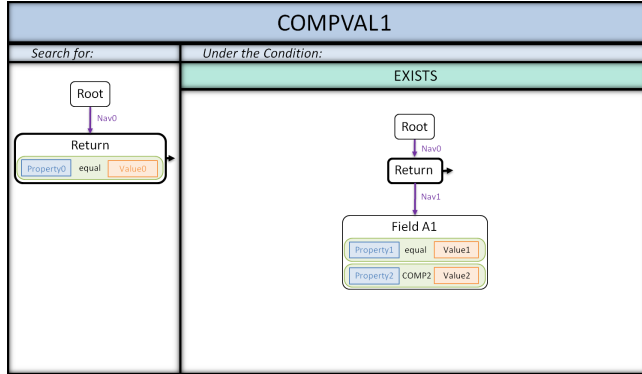 COMPVAL1
Search for:
Under the Condition:
EXISTS
Root
Nav0
Return
Property0 equal Value0
Root
Nav0
Return
Nav1
Field A1
Property1 equal Value1
Property2 COMP2 Value2